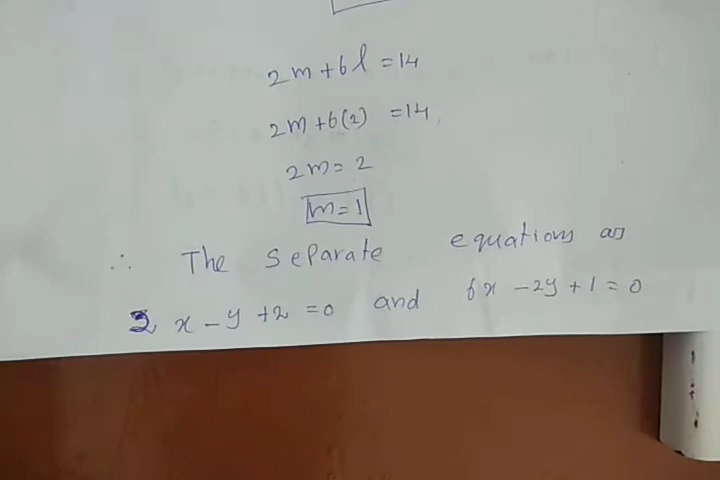 2m+6l =14
2m+6(2) =14
2m= 2
m=1
∴ The separate equations as
x-y+2=0 and 6x-2y+1=0